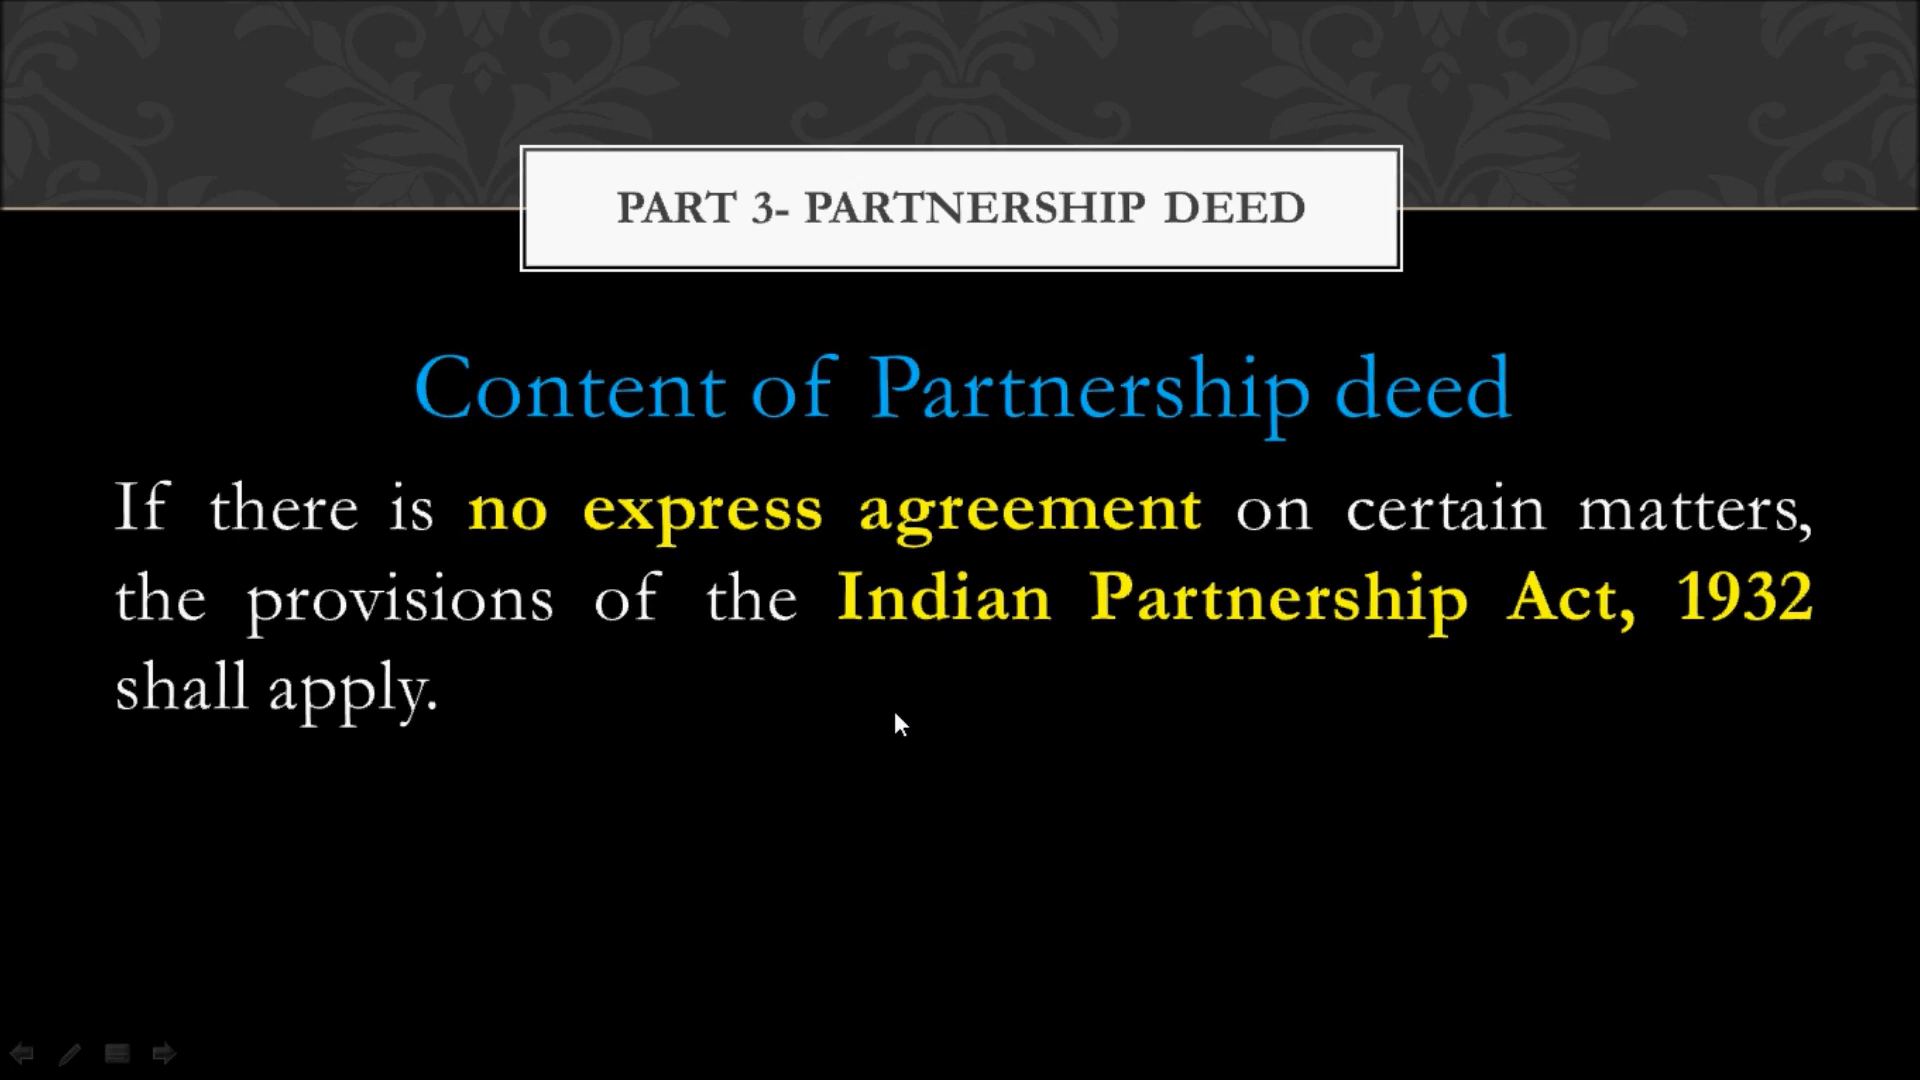 PART 3- PARTNERSHIP DEED
Content of Partnership deed
If there is no express agreement on certain matters,
the provisions of the Indian Partnership Act, 1932
shall apply.